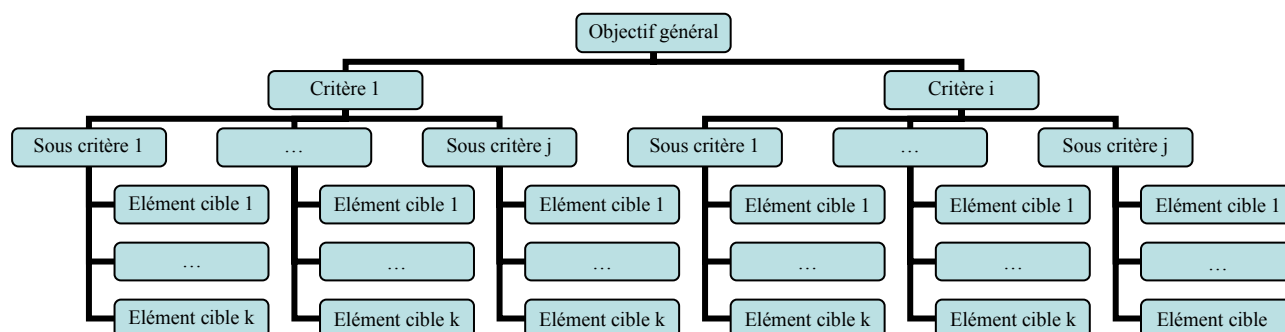 Objectif général
Critère 1
Critère i
Sous critère 1
…
Sous critère j
Sous critère 1
…
Sous critère j
Elément cible 1
Elément cible 1
Elément cible 1
Elément cible 1
Elément cible 1
Elément cible 1
…
…
…
…
…
…
Elément cible k
Elément cible k
Elément cible k
Elément cible k
Elément cible k
Elément cible